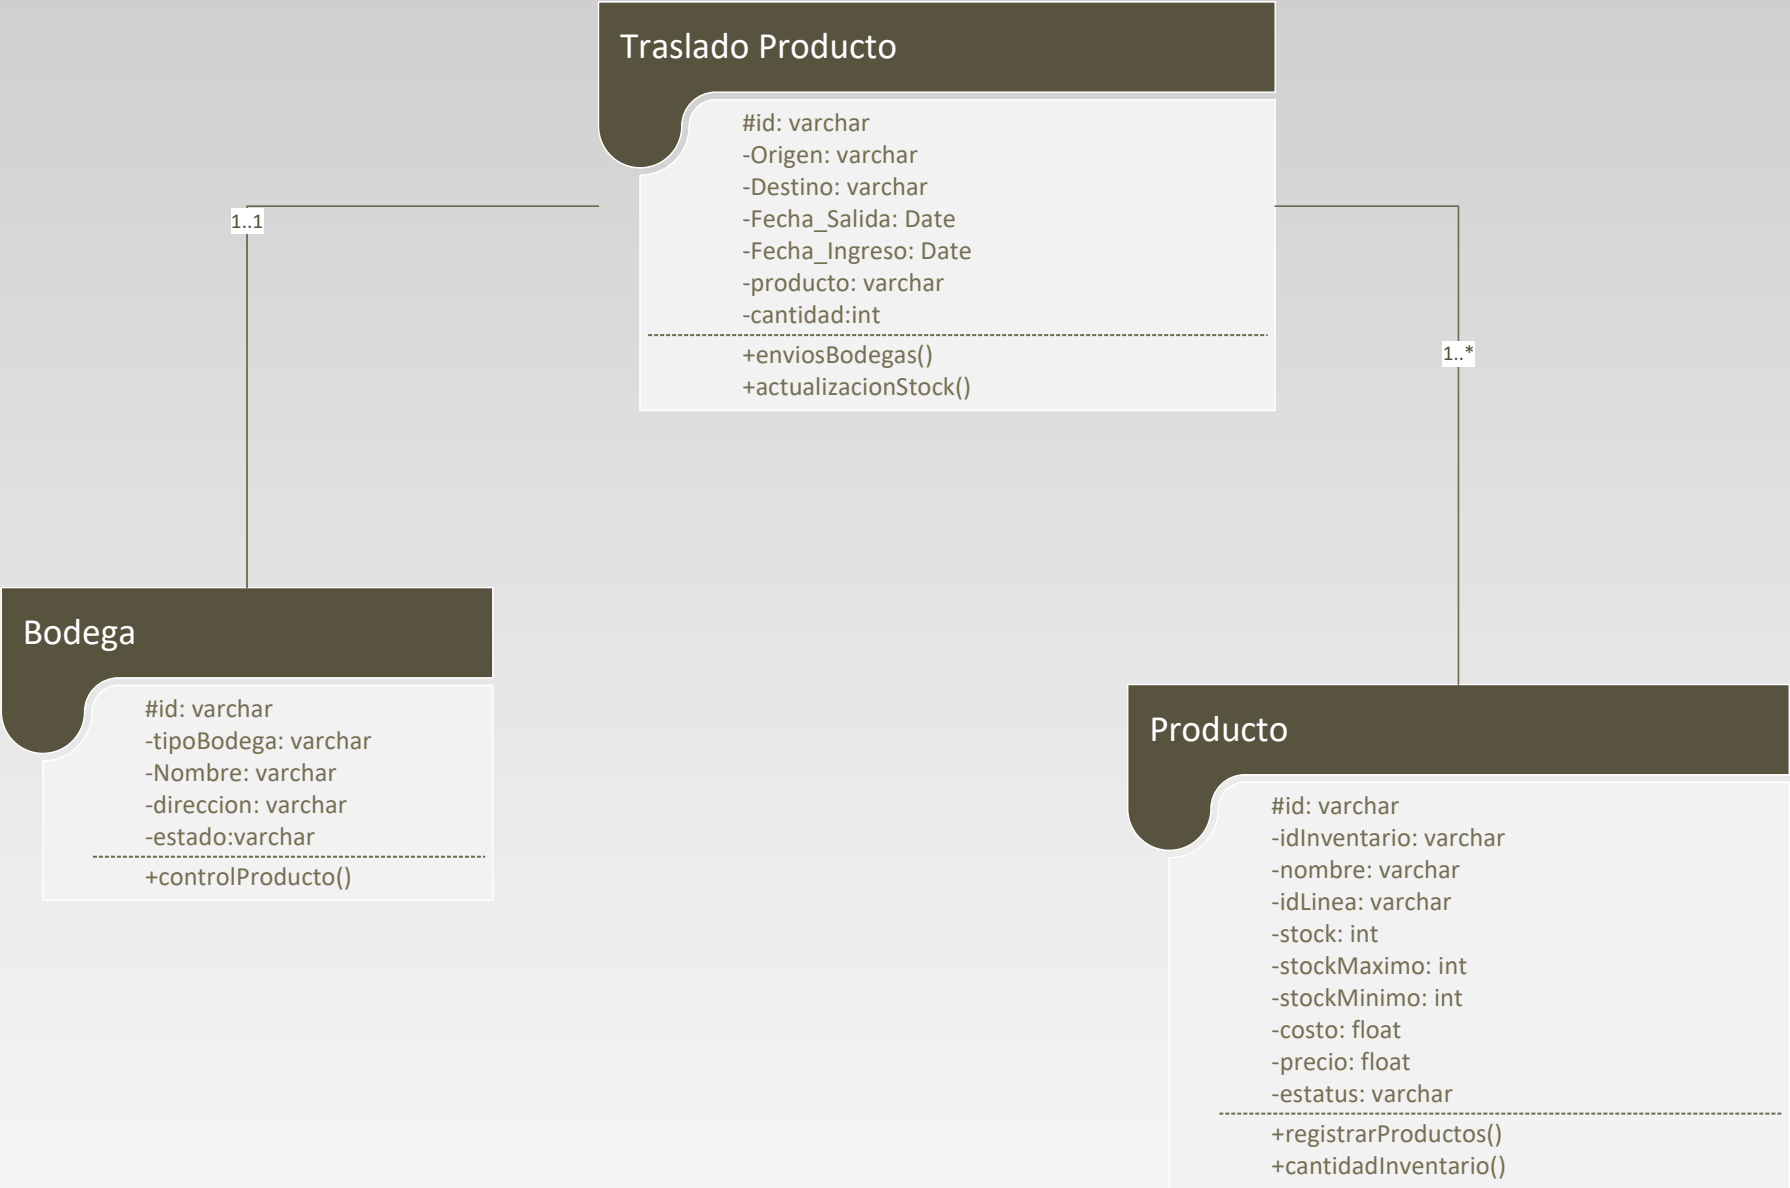 Traslado Producto
#id: varchar
-Origen: varchar
-Destino: varchar
-Fecha_Salida: Date
-Fecha_Ingreso: Date
-producto: varchar
-cantidad:int
+enviosBodegas()
+actualizacionStock()
1..1
1..*
Bodega
#id: varchar
-tipoBodega: varchar
-Nombre: varchar
-direccion: varchar
-estado:varchar
+controlProducto()
Producto
#id: varchar
-idInventario: varchar
-nombre: varchar
-idLinea: varchar
-stock: int
-stockMaximo: int
-stockMinimo: int
-costo: float
-precio: float
-estatus: varchar
+registrarProductos()
+cantidadInventario()